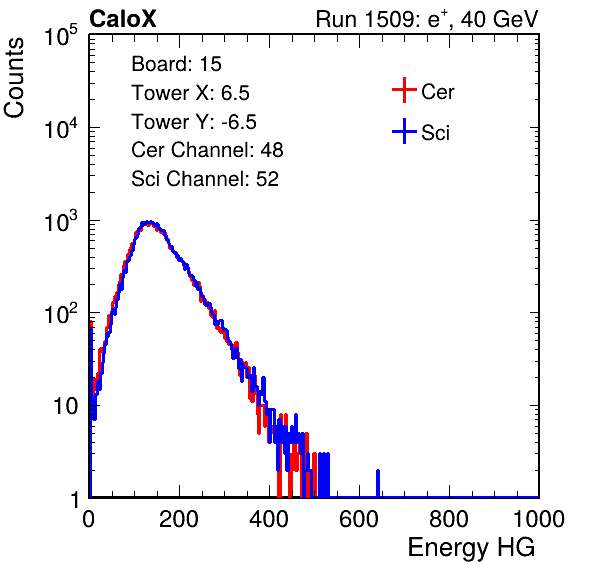 CaloX Run 1509: e⁺, 40 GeV
Counts
Board: 15
Tower X: 6.5
Tower Y: -6.5
Cer Channel: 48
Sci Channel: 52
Cer
Sci
10⁵
10⁴
10³
10²
10
1
0 200 400 600 800 1000
Energy HG